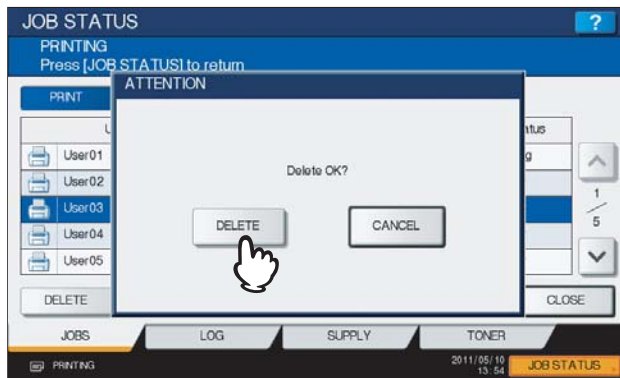 JOB STATUS
?
PRINTING
Press [JOB STATUS] to return
ATTENTION
PRINT
Delete OK?
User01
User02
User03
User04
User05
1
5
DELETE
CANCEL
DELETE
CLOSE
JOBS
LOG
SUPPLY
TONER
PRINTING
2011/05/10
13:54
JOB STATUS